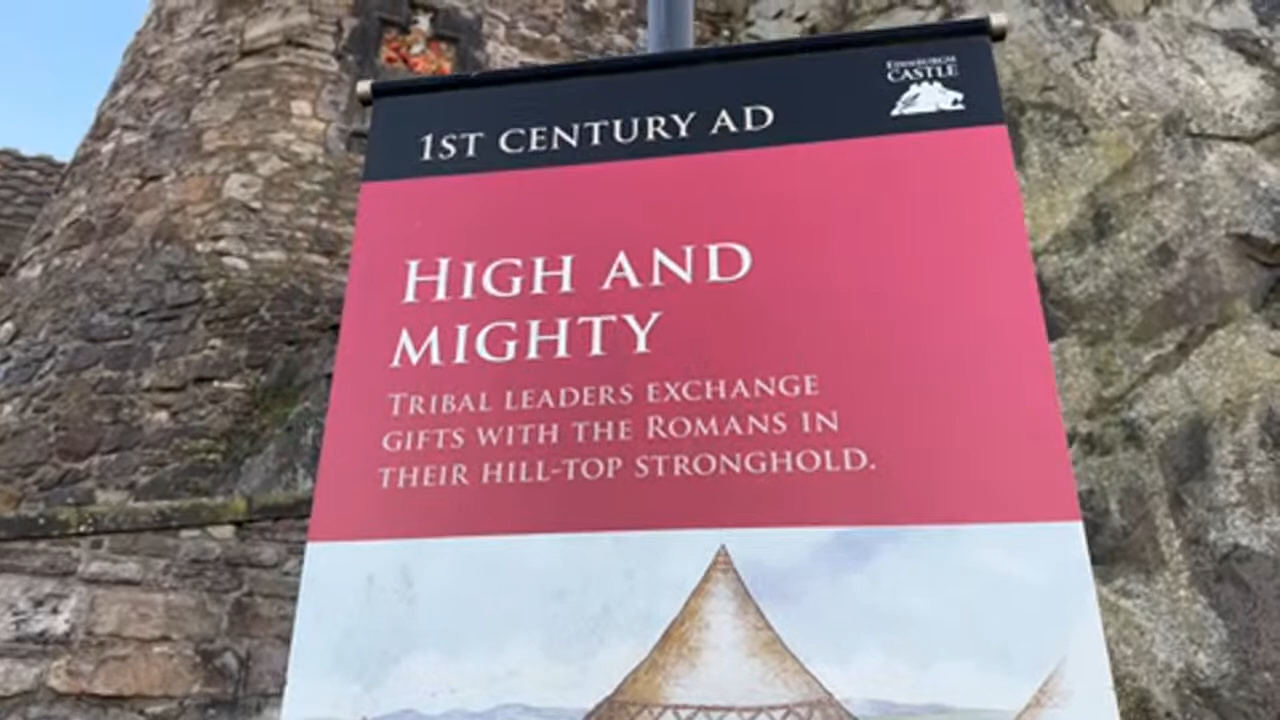 EDINBURGH
CASTLE
1ST CENTURY AD
HIGH AND
MIGHTY
TRIBAL LEADERS EXCHANGE
GIFTS WITH THE ROMANS IN
THEIR HILL-TOP STRONGHOLD.